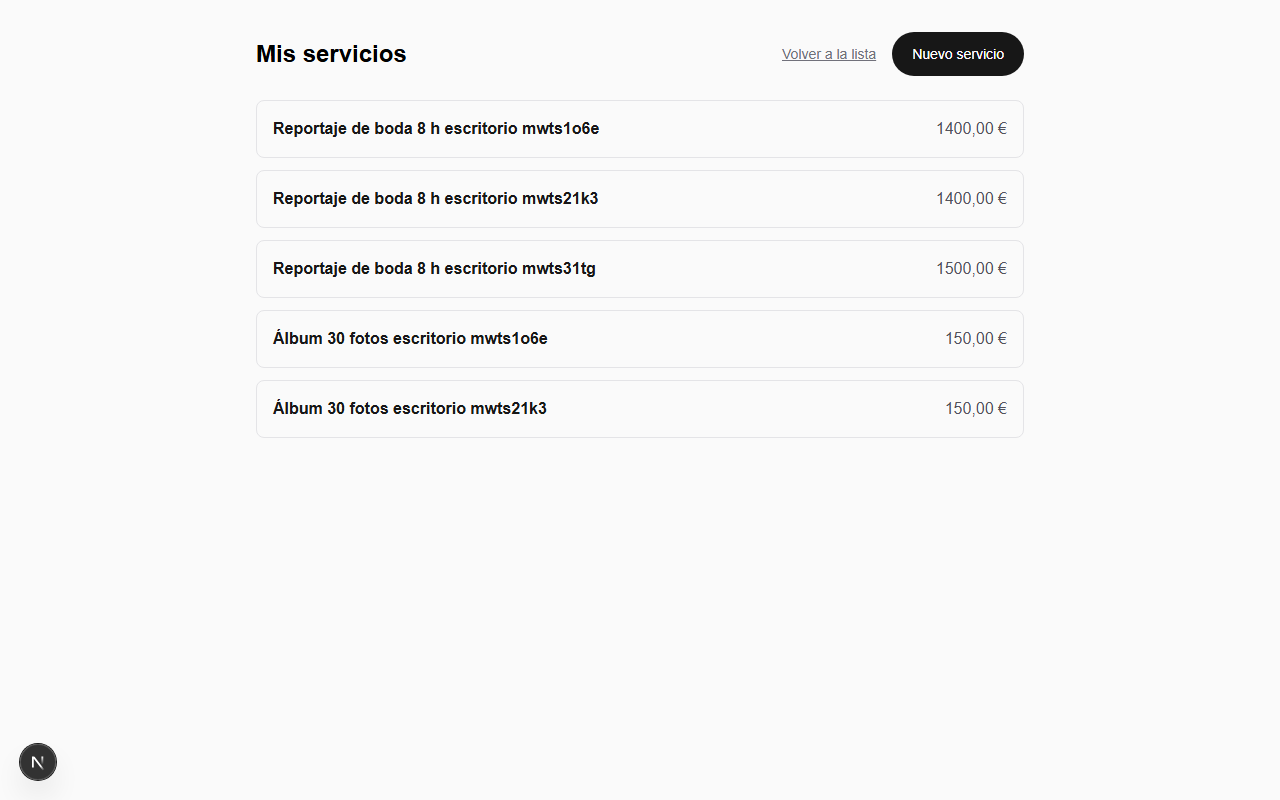 Mis servicios
Volver a la lista
Nuevo servicio
Reportaje de boda 8 h escritorio mwts1o6e
1400,00 €
Reportaje de boda 8 h escritorio mwts21k3
1400,00 €
Reportaje de boda 8 h escritorio mwts31tg
1500,00 €
Álbum 30 fotos escritorio mwts1o6e
150,00 €
Álbum 30 fotos escritorio mwts21k3
150,00 €
N